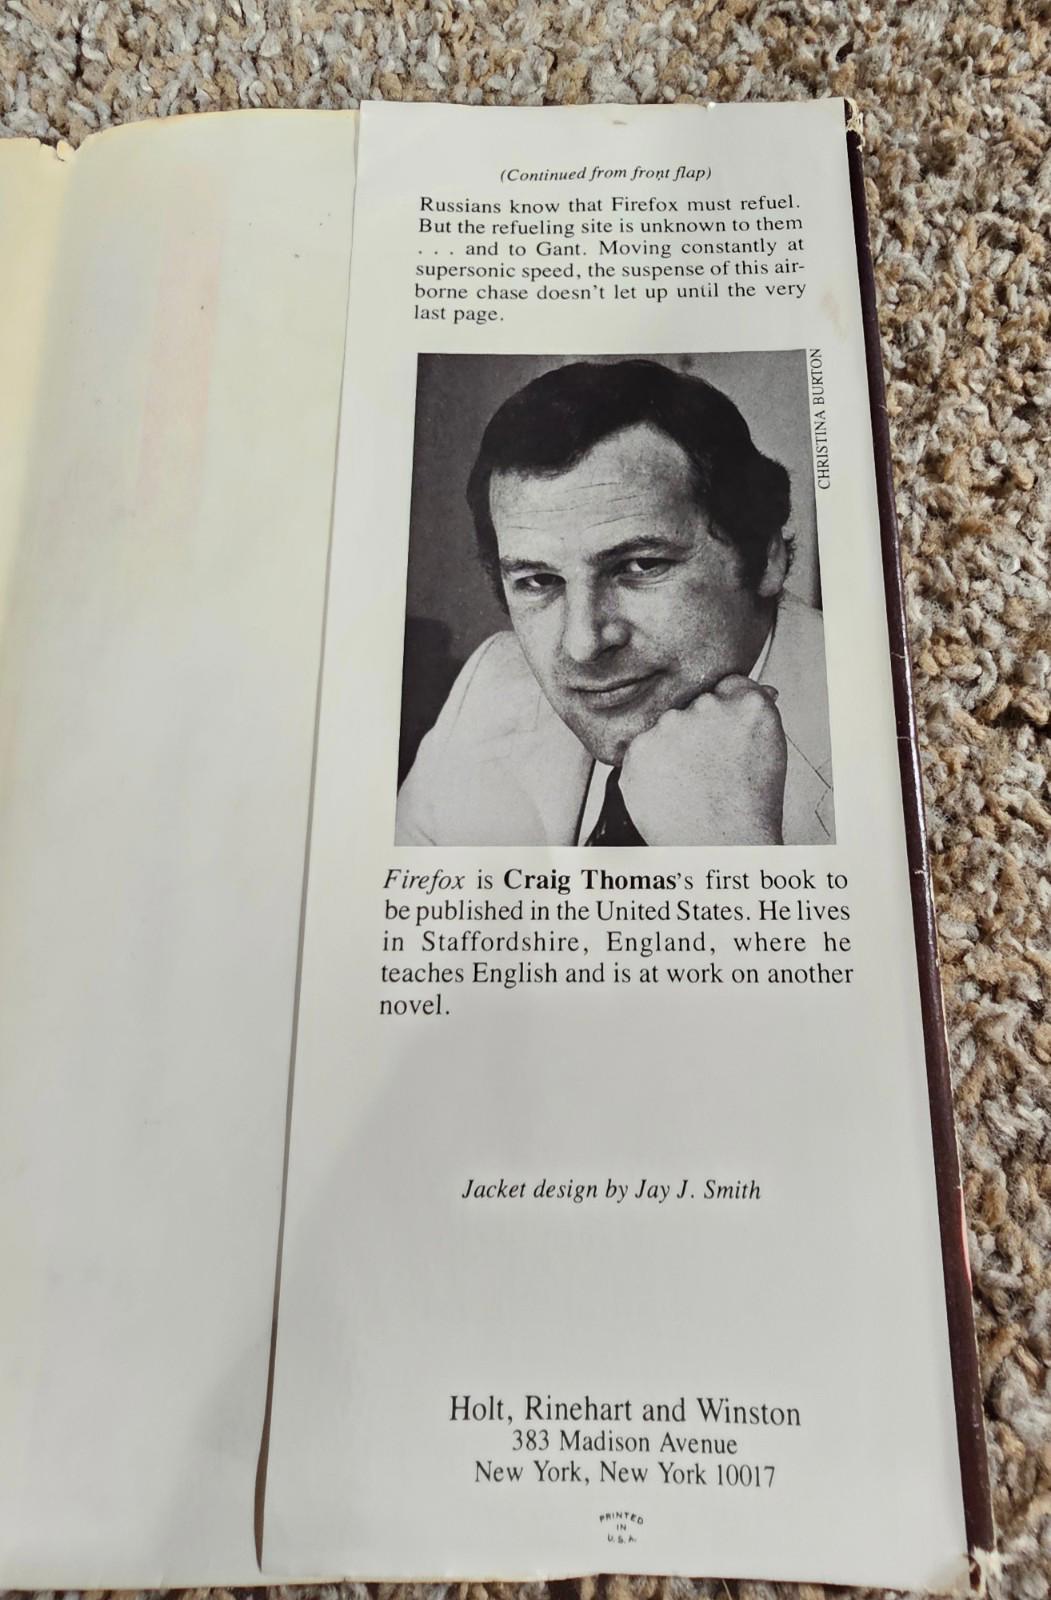 (Continued from front flap)
Russians know that Firefox must refuel.
But the refueling site is unknown to them
. . . and to Gant. Moving constantly at
supersonic speed, the suspense of this air-
borne chase doesn't let up until the very
last page.
CHRISTINA BURTON
Firefox is Craig Thomas's first book to
be published in the United States. He lives
in Staffordshire, England, where he
teaches English and is at work on another
novel.
Jacket design by Jay J. Smith
Holt, Rinehart and Winston
383 Madison Avenue
New York, New York 10017
PRINTED
IN
U.S.A.